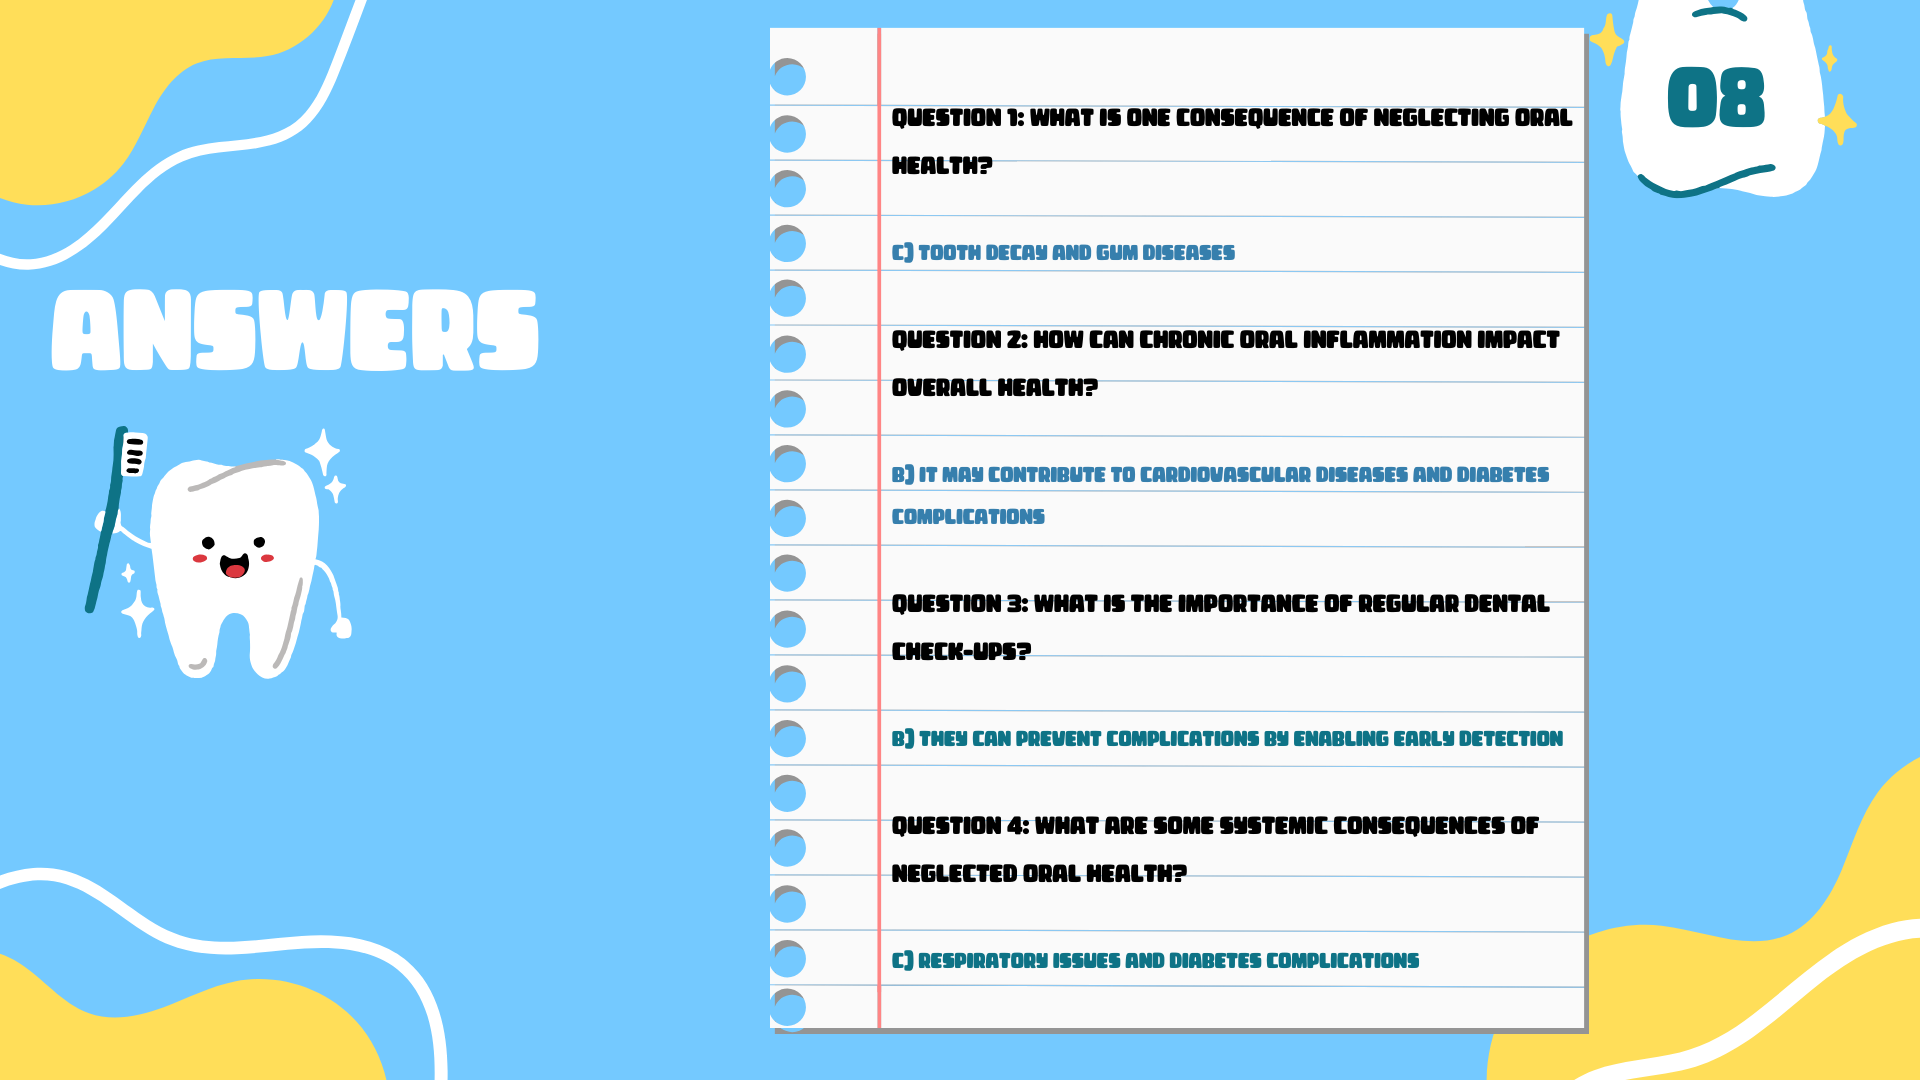 08
ANSWERS
QUESTION 1: WHAT IS ONE CONSEQUENCE OF NEGLECTING ORAL
HEALTH?
C) TOOTH DECAY AND GUM DISEASES
QUESTION 2: HOW CAN CHRONIC ORAL INFLAMMATION IMPACT
OVERALL HEALTH?
B) IT MAY CONTRIBUTE TO CARDIOVASCULAR DISEASES AND DIABETES
COMPLICATIONS
QUESTION 3: WHAT IS THE IMPORTANCE OF REGULAR DENTAL
CHECK-UPS?
B) THEY CAN PREVENT COMPLICATIONS BY ENABLING EARLY DETECTION
QUESTION 4: WHAT ARE SOME SYSTEMIC CONSEQUENCES OF
NEGLECTED ORAL HEALTH?
C) RESPIRATORY ISSUES AND DIABETES COMPLICATIONS